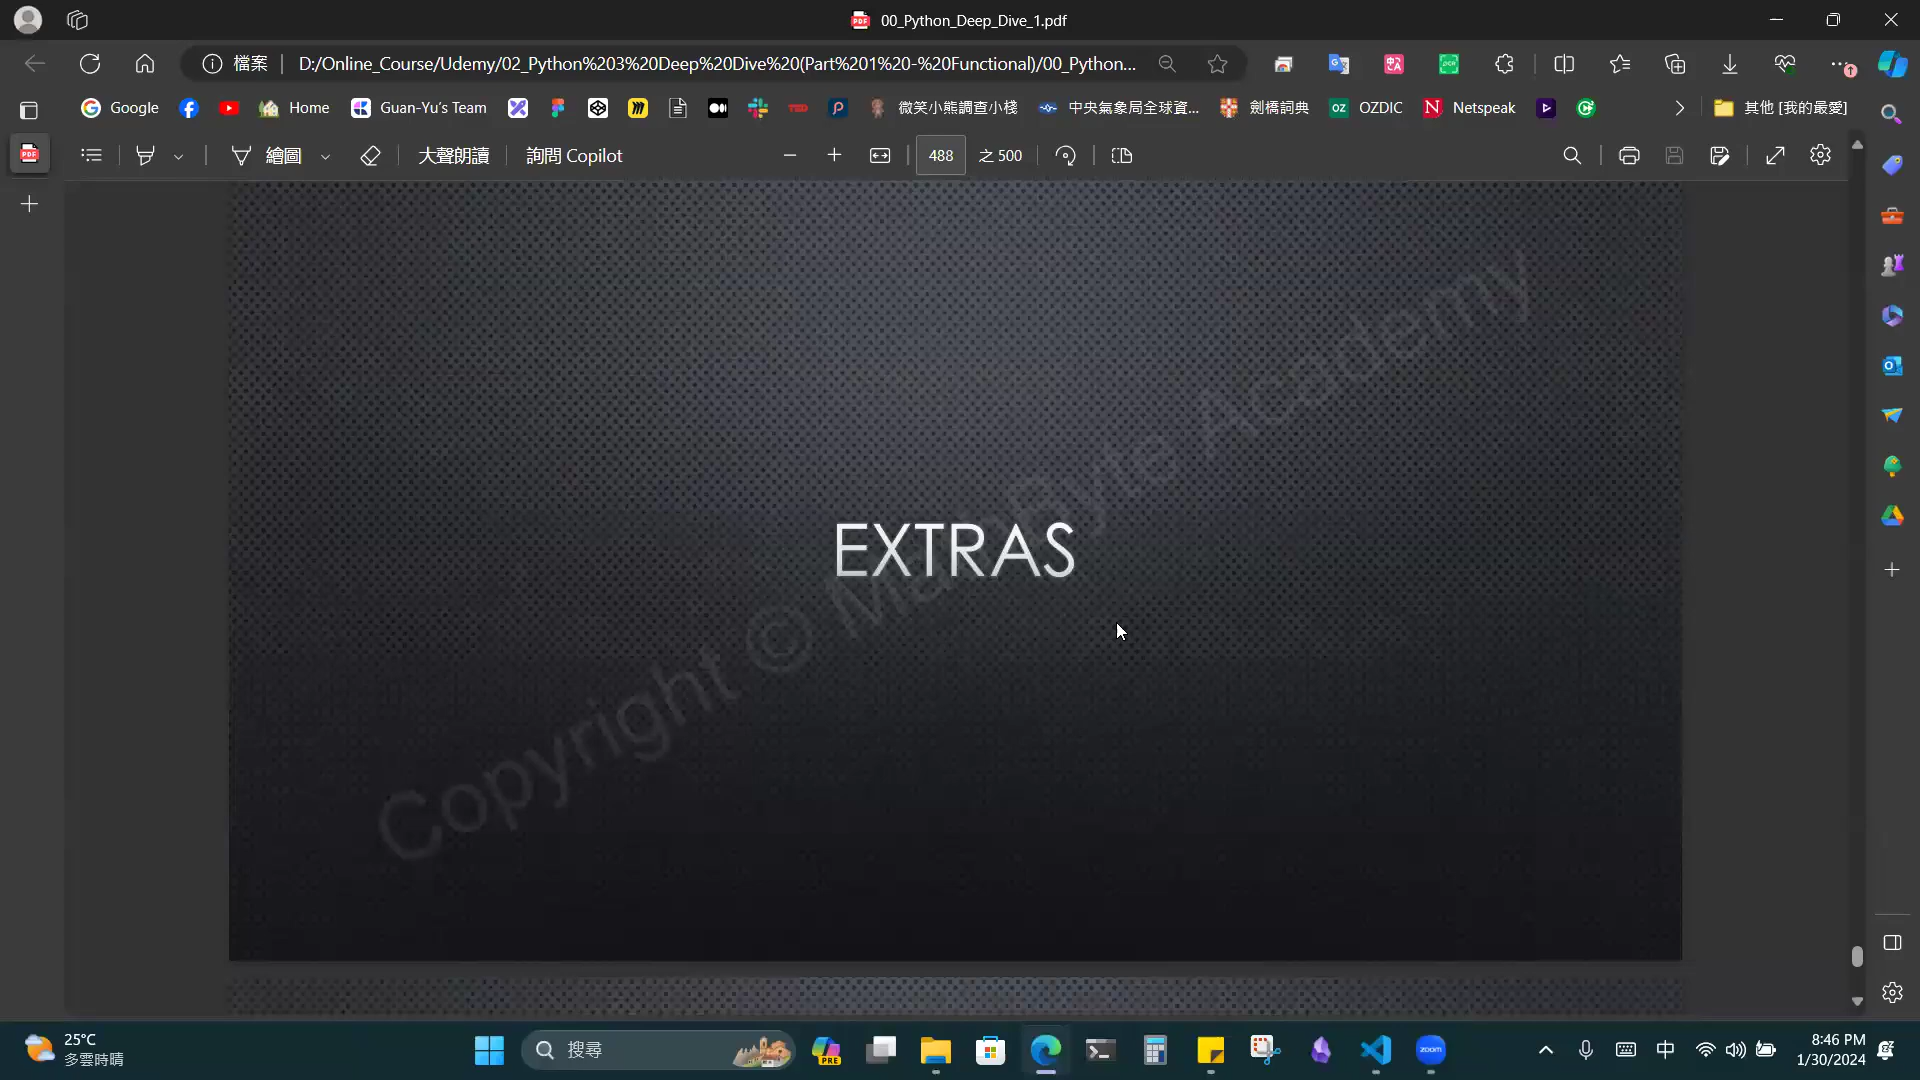 00_Python_Deep_Dive_1.pdf
檔案 D:/Online_Course/Udemy/02_Python%203%20Deep%20Dive%20(Part%201%20-%20Functional)/00_Python...
Google Home Guan-Yu's Team 微笑小熊調查小棧 中央氣象局全球資... 劍橋詞典 OZDIC Netspeak 其他 [我的最愛]
繪圖 大聲朗讀 詢問 Copilot 488 之 500
EXTRAS
Copyright © MathByte Academy
25°C
多雲時晴
搜尋
PRE
zoom
中
8:46 PM
1/30/2024